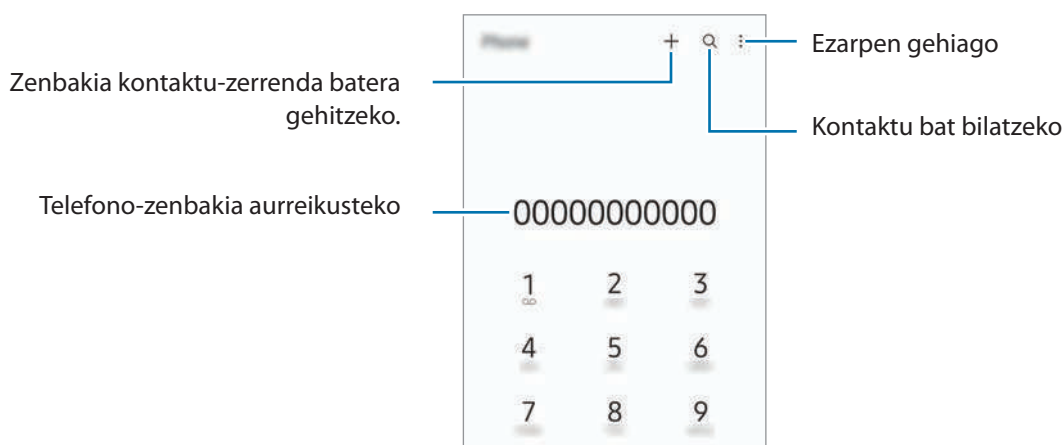 Ezarpen gehiago
Zenbakia kontaktu-zerrenda batera
gehitzeko.
Kontaktu bat bilatzeko
Telefono-zenbakia aurreikusteko
00000000000
1 2 3
4 5 6
7 8 9